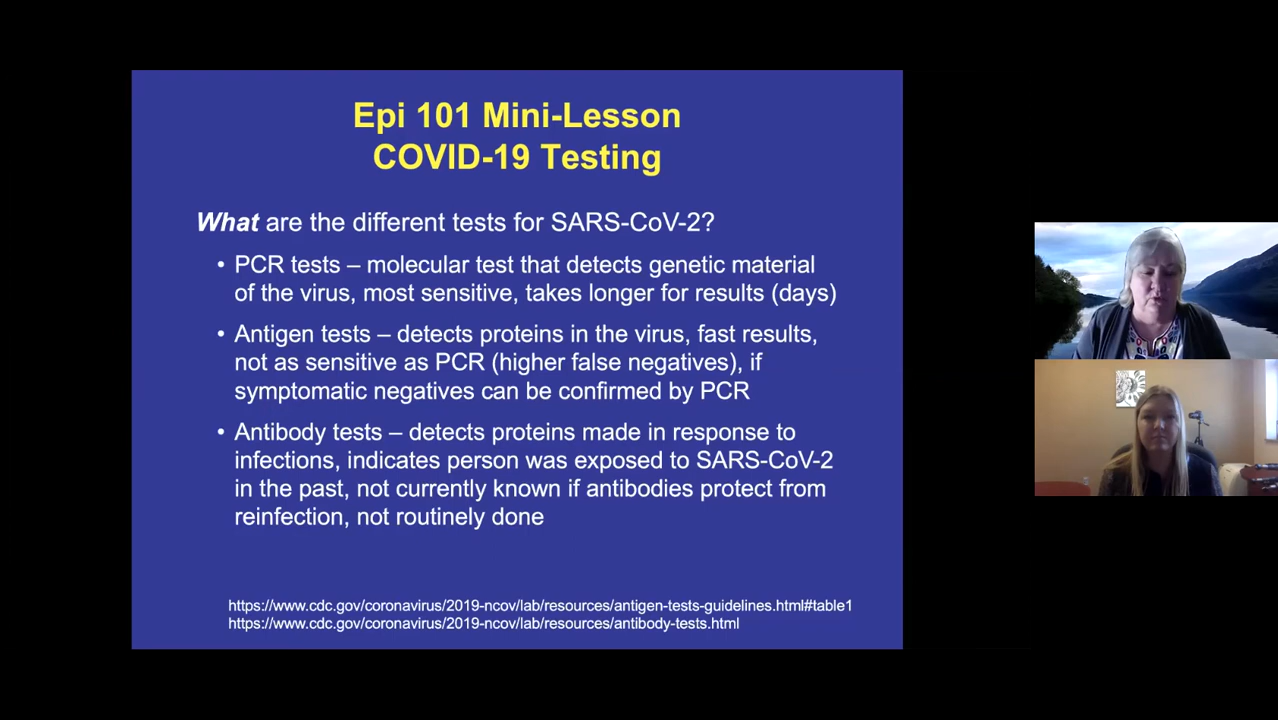 Epi 101 Mini-Lesson
COVID-19 Testing
What are the different tests for SARS-CoV-2?
• PCR tests – molecular test that detects genetic material
of the virus, most sensitive, takes longer for results (days)
• Antigen tests – detects proteins in the virus, fast results,
not as sensitive as PCR (higher false negatives), if
symptomatic negatives can be confirmed by PCR
• Antibody tests – detects proteins made in response to
infections, indicates person was exposed to SARS-CoV-2
in the past, not currently known if antibodies protect from
reinfection, not routinely done
https://www.cdc.gov/coronavirus/2019-ncov/lab/resources/antigen-tests-guidelines.html#table1
https://www.cdc.gov/coronavirus/2019-ncov/lab/resources/antibody-tests.html